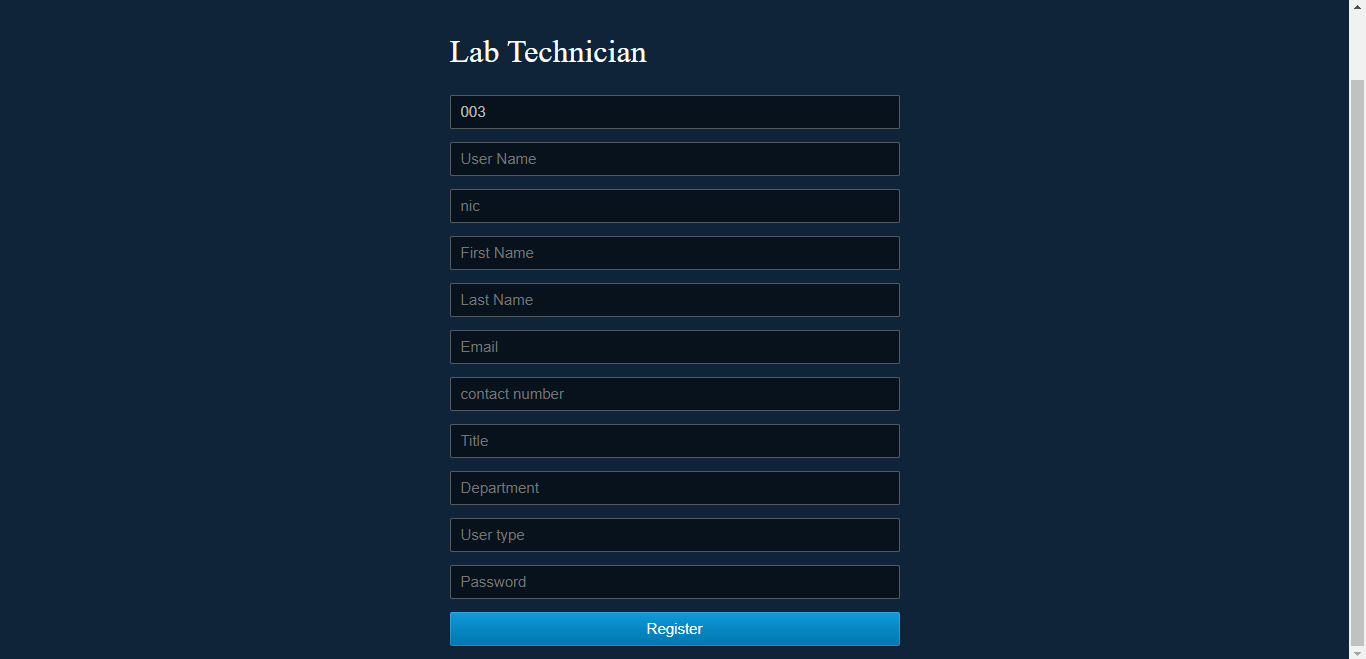 Lab Technician
003
User Name
nic
First Name
Last Name
Email
contact number
Title
Department
User type
Password
Register